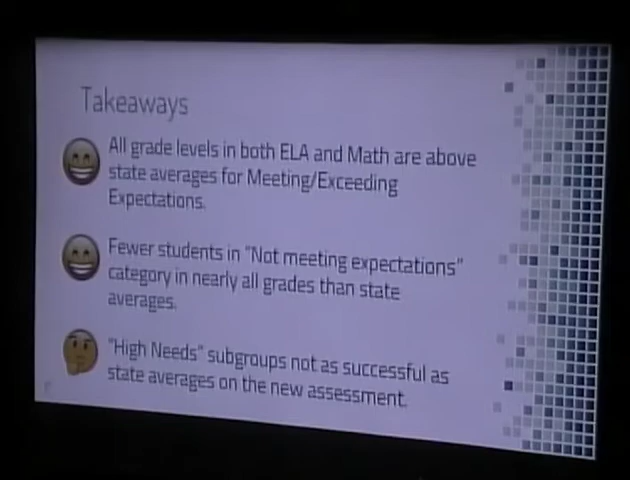 Takeaways
All grade levels in both ELA and Math are above
state averages for Meeting/Exceeding
Expectations.
Fewer students in "Not meeting expectations"
category in nearly all grades than state
averages.
"High Needs" subgroups not as successful as
state averages on the new assessment.